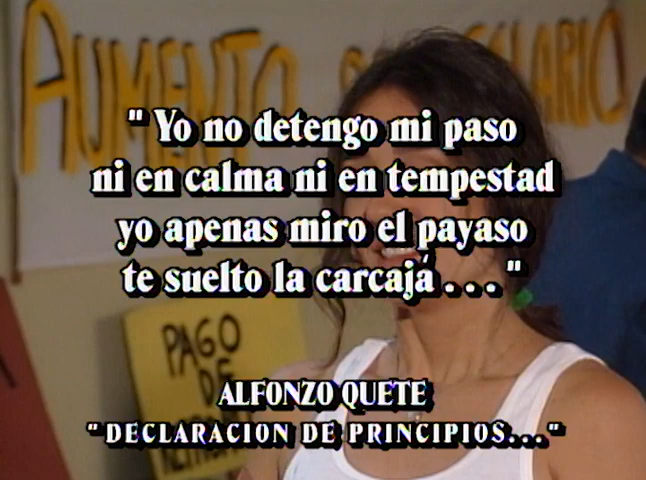 AUMENTO
" Yo no detengo mi paso
ni en calma ni en tempestad
yo apenas miro el payaso
te suelto la carcajá . . . "
PAGO
DE
ALFONZO QUETE
" DECLARACION DE PRINCIPIOS. . . "